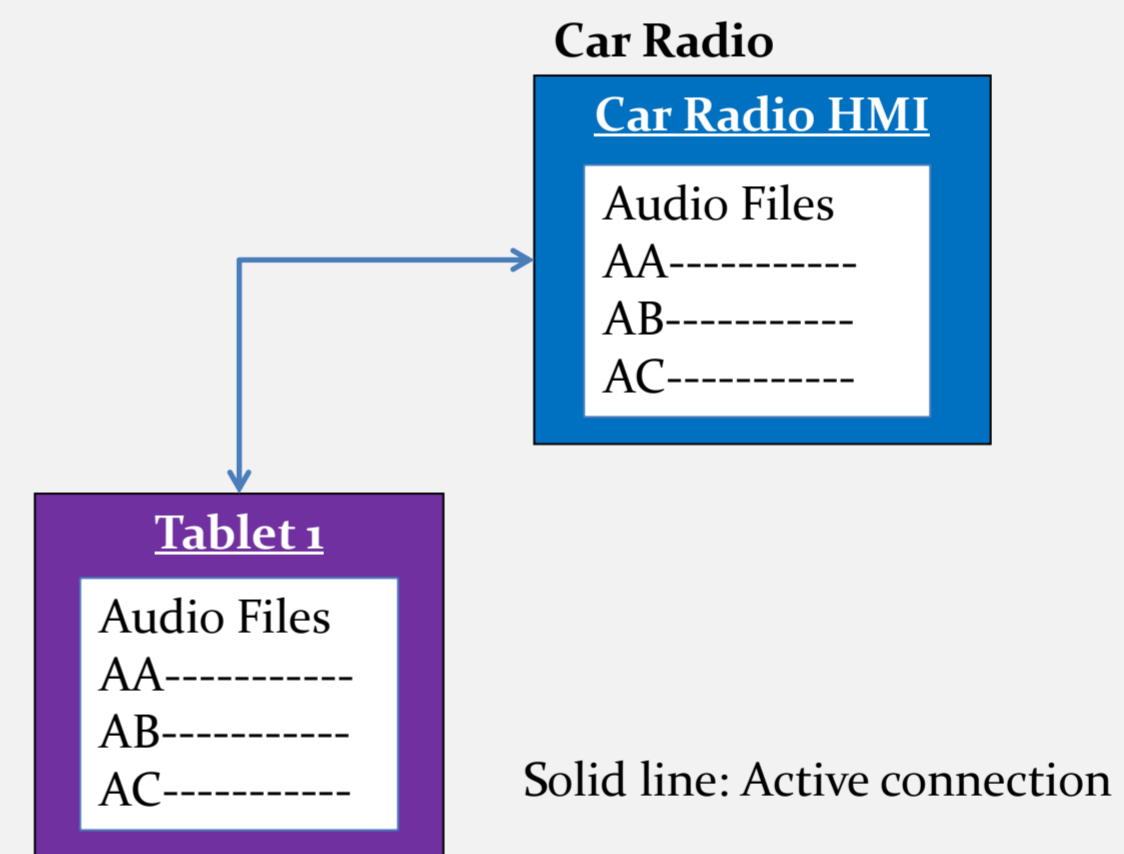 Car Radio
Car Radio HMI
Audio Files
AA-----------
AB-----------
AC-----------
Tablet 1
Audio Files
AA-----------
AB-----------
AC-----------
Solid line: Active connection